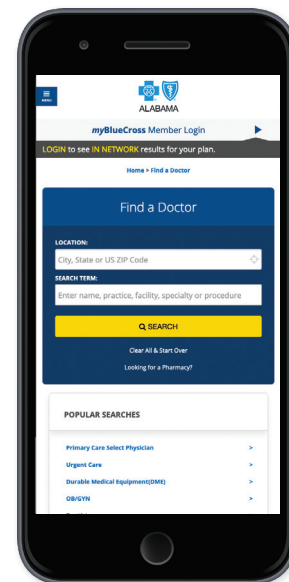 MENU
ALABAMA
myBlueCross Member Login
LOGIN to see IN NETWORK results for your plan.
Home > Find a Doctor
Find a Doctor
LOCATION:
City, State or US ZIP Code
SEARCH TERM:
Enter name, practice, facility, specialty or procedure
SEARCH
Clear All & Start Over
Looking for a Pharmacy?
POPULAR SEARCHES
Primary Care Select Physician >
Urgent Care >
Durable Medical Equipment(DME) >
OB/GYN >